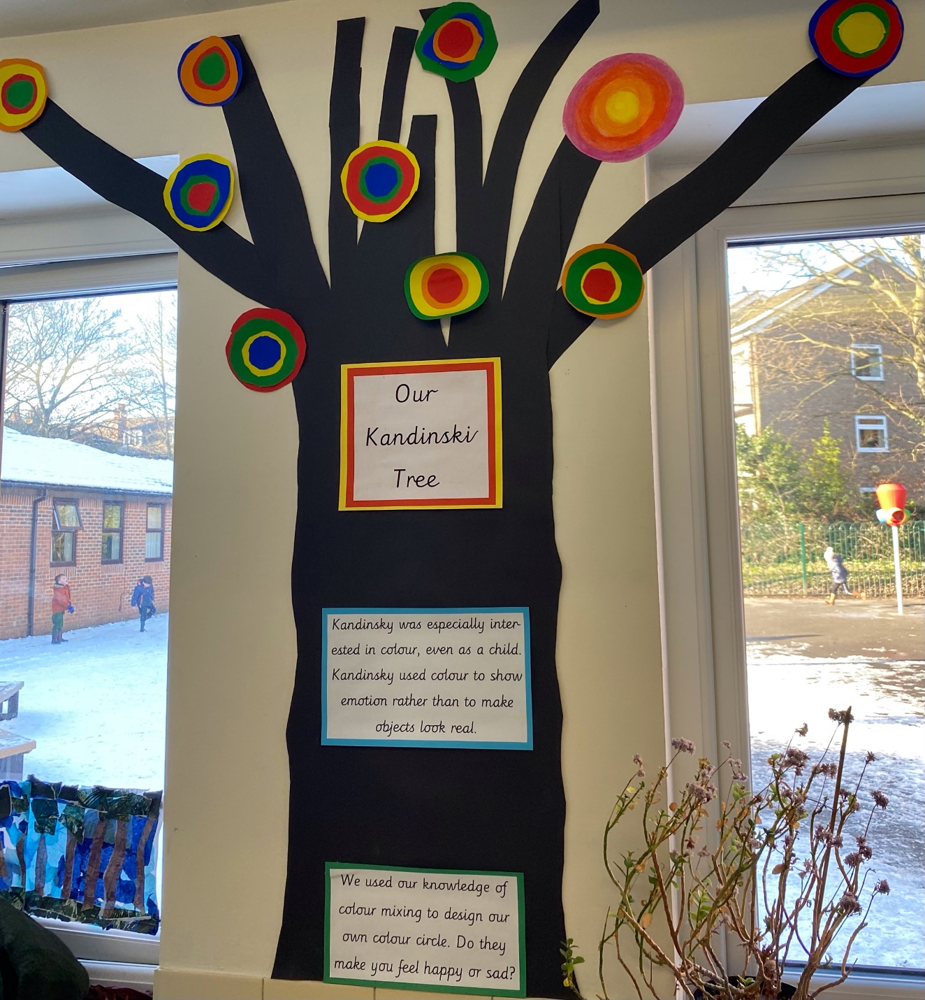 Our
Kandinski
Tree
Kandinsky was especially inter-
ested in colour, even as a child.
Kandinsky used colour to show
emotion rather than to make
objects look real.
We used our knowledge of
colour mixing to design our
own colour circle. Do they
make you feel happy or sad?